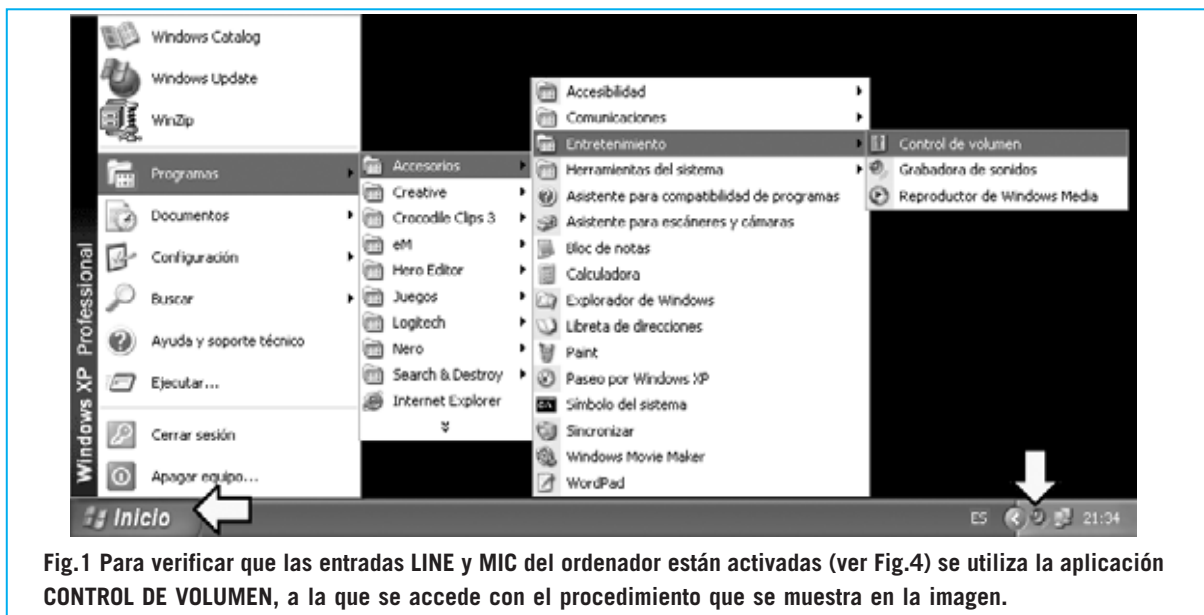 Windows Catalog
Windows Update
WinZip
Programas
Documentos
Configuración
Buscar
Ayuda y soporte técnico
Ejecutar...
Cerrar sesión
Apagar equipo...
Windows XP Professional
Accesorios
Creative
Crocodile Clips 3
eM
Hero Editor
Juegos
Logitech
Nero
Search & Destroy
Internet Explorer
Accesibilidad
Comunicaciones
Entretenimiento
Herramientas del sistema
Asistente para compatibilidad de programas
Asistente para escáneres y cámaras
Bloc de notas
Calculadora
Explorador de Windows
Libreta de direcciones
Paint
Paseo por Windows XP
Símbolo del sistema
Sincronizar
Windows Movie Maker
WordPad
Control de volumen
Grabadora de sonidos
Reproductor de Windows Media
Inicio
ES
21:34
Fig.1 Para verificar que las entradas LINE y MIC del ordenador están activadas (ver Fig.4) se utiliza la aplicación
CONTROL DE VOLUMEN, a la que se accede con el procedimiento que se muestra en la imagen.